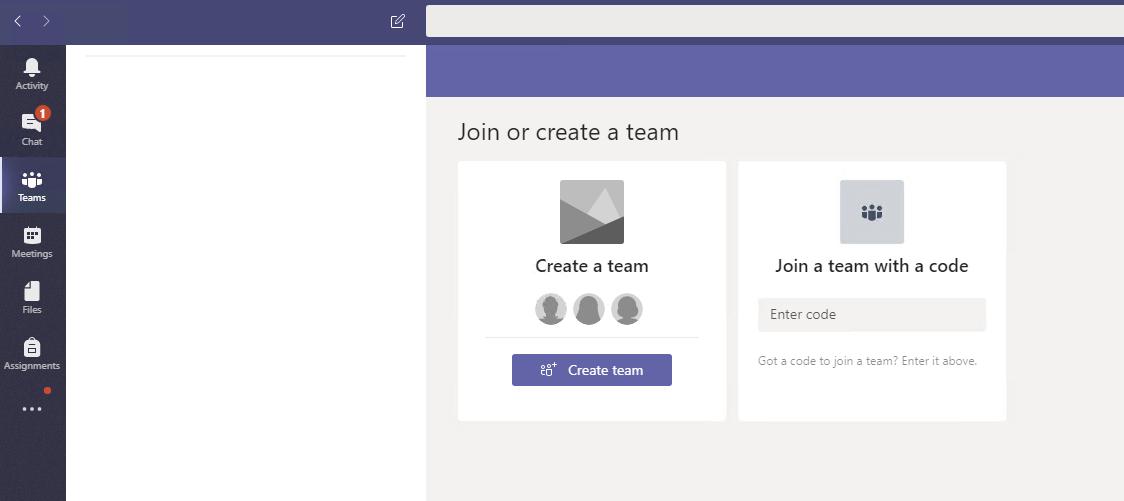 Activity
1
Chat
Teams
Meetings
Files
Assignments
Join or create a team
Create a team
Create team
Join a team with a code
Enter code
Got a code to join a team? Enter it above.